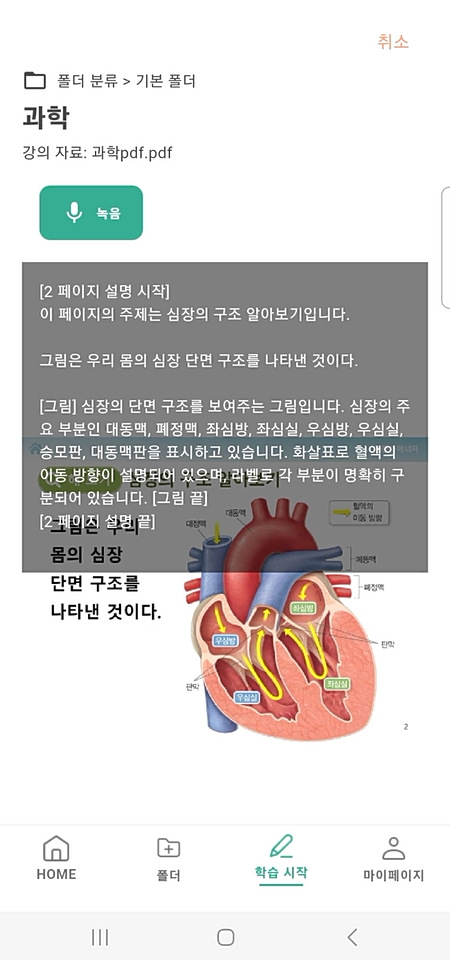 취소
폴더 분류 > 기본 폴더
과학
강의 자료: 과학pdf.pdf
녹음
[2 페이지 설명 시작]
이 페이지의 주제는 심장의 구조 알아보기입니다.
그림은 우리 몸의 심장 단면 구조를 나타낸 것이다.
[그림] 심장의 단면 구조를 보여주는 그림입니다. 심장의 주
요 부분인 대동맥, 폐정맥, 좌심방, 좌심실, 우심방, 우심실,
승모판, 대동맥판을 표시하고 있습니다. 화살표로 혈액의
이동 방향이 설명되어 있으며, 라벨로 각 부분이 명확히 구
분되어 있습니다. [그림 끝]
[2 페이지 설명 끝]
그림은 우리
몸의 심장
단면 구조를
나타낸 것이다.
혈액의
이동 방향
대동맥
대정맥
폐동맥
폐정맥
좌심방
우심방
판막
판막
좌심실
우심실
2
HOME
폴더
학습 시작
마이페이지